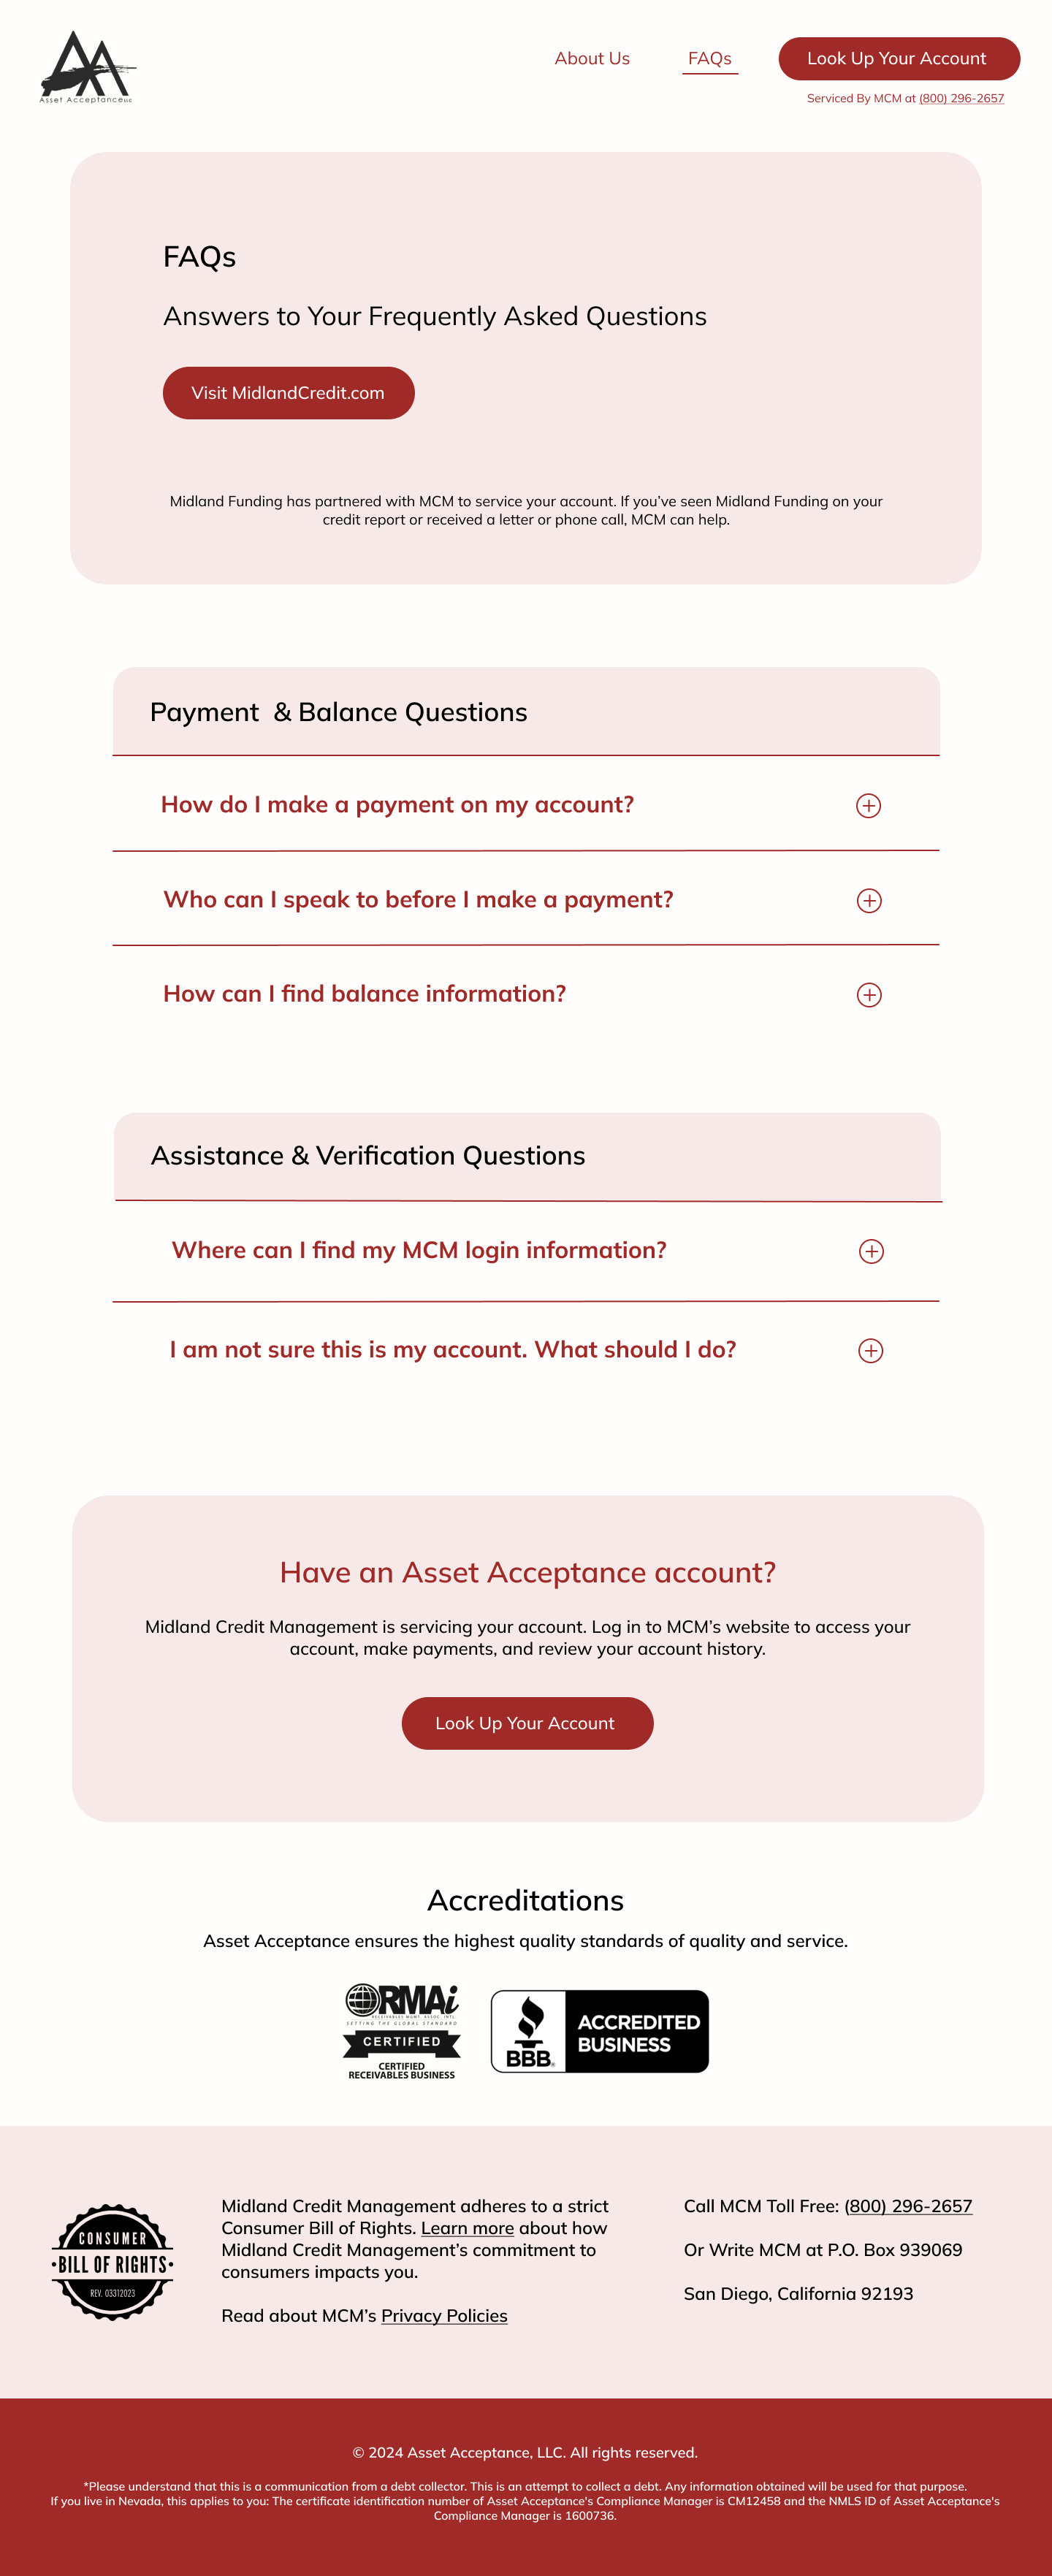 About Us
FAQs
Look Up Your Account
Asset Acceptance LLC
Serviced By MCM at (800) 296-2657
FAQs
Answers to Your Frequently Asked Questions
Visit MidlandCredit.com
Midland Funding has partnered with MCM to service your account. If you’ve seen Midland Funding on your
credit report or received a letter or phone call, MCM can help.
Payment & Balance Questions
How do I make a payment on my account?
Who can I speak to before I make a payment?
How can I find balance information?
Assistance & Verification Questions
Where can I find my MCM login information?
I am not sure this is my account. What should I do?
Have an Asset Acceptance account?
Midland Credit Management is servicing your account. Log in to MCM’s website to access your
account, make payments, and review your account history.
Look Up Your Account
Accreditations
Asset Acceptance ensures the highest quality standards of quality and service.
RMAi
RECEIVABLES MGMT. ASSOC. INTL.
SETTING THE GLOBAL STANDARD
CERTIFIED
CERTIFIED
RECEIVABLES BUSINESS
BBB
ACCREDITED
BUSINESS
CONSUMER
•BILL OF RIGHTS•
REV. 03312023
Midland Credit Management adheres to a strict
Consumer Bill of Rights. Learn more about how
Midland Credit Management’s commitment to
consumers impacts you.
Read about MCM’s Privacy Policies
Call MCM Toll Free: (800) 296-2657
Or Write MCM at P.O. Box 939069
San Diego, California 92193
© 2024 Asset Acceptance, LLC. All rights reserved.
*Please understand that this is a communication from a debt collector. This is an attempt to collect a debt. Any information obtained will be used for that purpose.
If you live in Nevada, this applies to you: The certificate identification number of Asset Acceptance's Compliance Manager is CM12458 and the NMLS ID of Asset Acceptance's
Compliance Manager is 1600736.